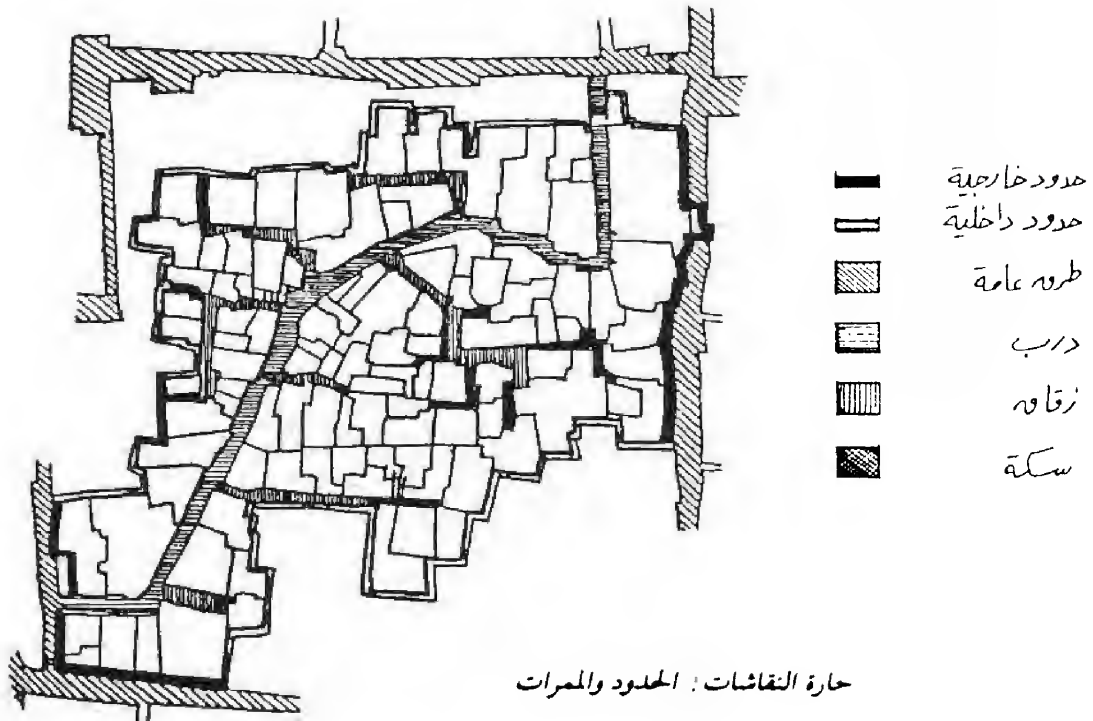 حدود خارجية
حدود داخلية
طرق عامة
درب
زقاق
سكة
حارة النقاشات : الحدود والممرات